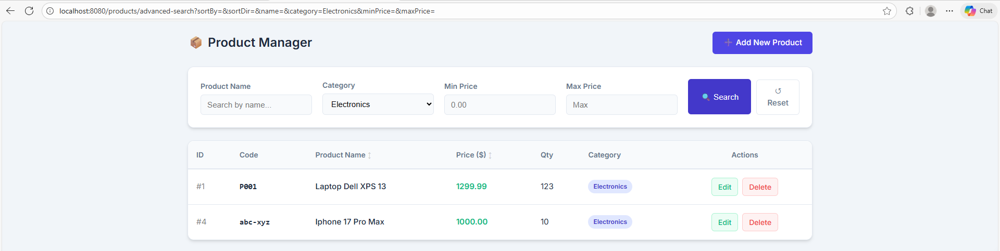 localhost:8080/products/advanced-search?sortBy=&sortDir=&name=&category=Electronics&minPrice=&maxPrice=
Chat
Product Manager
Add New Product
Product Name
Category
Min Price
Max Price
Search by name...
Electronics
0.00
Max
Search
Reset
ID Code Product Name Price ($) Qty Category Actions
#1 P001 Laptop Dell XPS 13 1299.99 123 Electronics Edit Delete
#4 abc-xyz Iphone 17 Pro Max 1000.00 10 Electronics Edit Delete